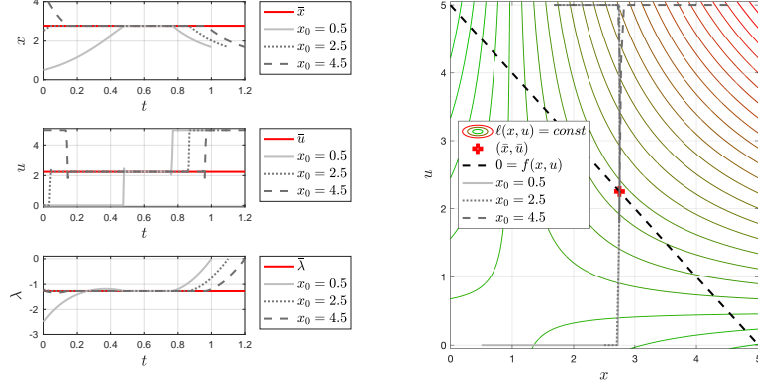 4
2
0
x
0 0.2 0.4 0.6 0.8 1 1.2
t
x̄
x₀ = 0.5
x₀ = 2.5
x₀ = 4.5
4
2
0
u
0 0.2 0.4 0.6 0.8 1 1.2
t
ū
x₀ = 0.5
x₀ = 2.5
x₀ = 4.5
0
-1
-2
-3
λ
0 0.2 0.4 0.6 0.8 1 1.2
t
λ̄
x₀ = 0.5
x₀ = 2.5
x₀ = 4.5
5
4
3
2
1
0
u
0 1 2 3 4 5
x
ℓ(x, u) = const
(x̄, ū)
0 = f(x, u)
x₀ = 0.5
x₀ = 2.5
x₀ = 4.5